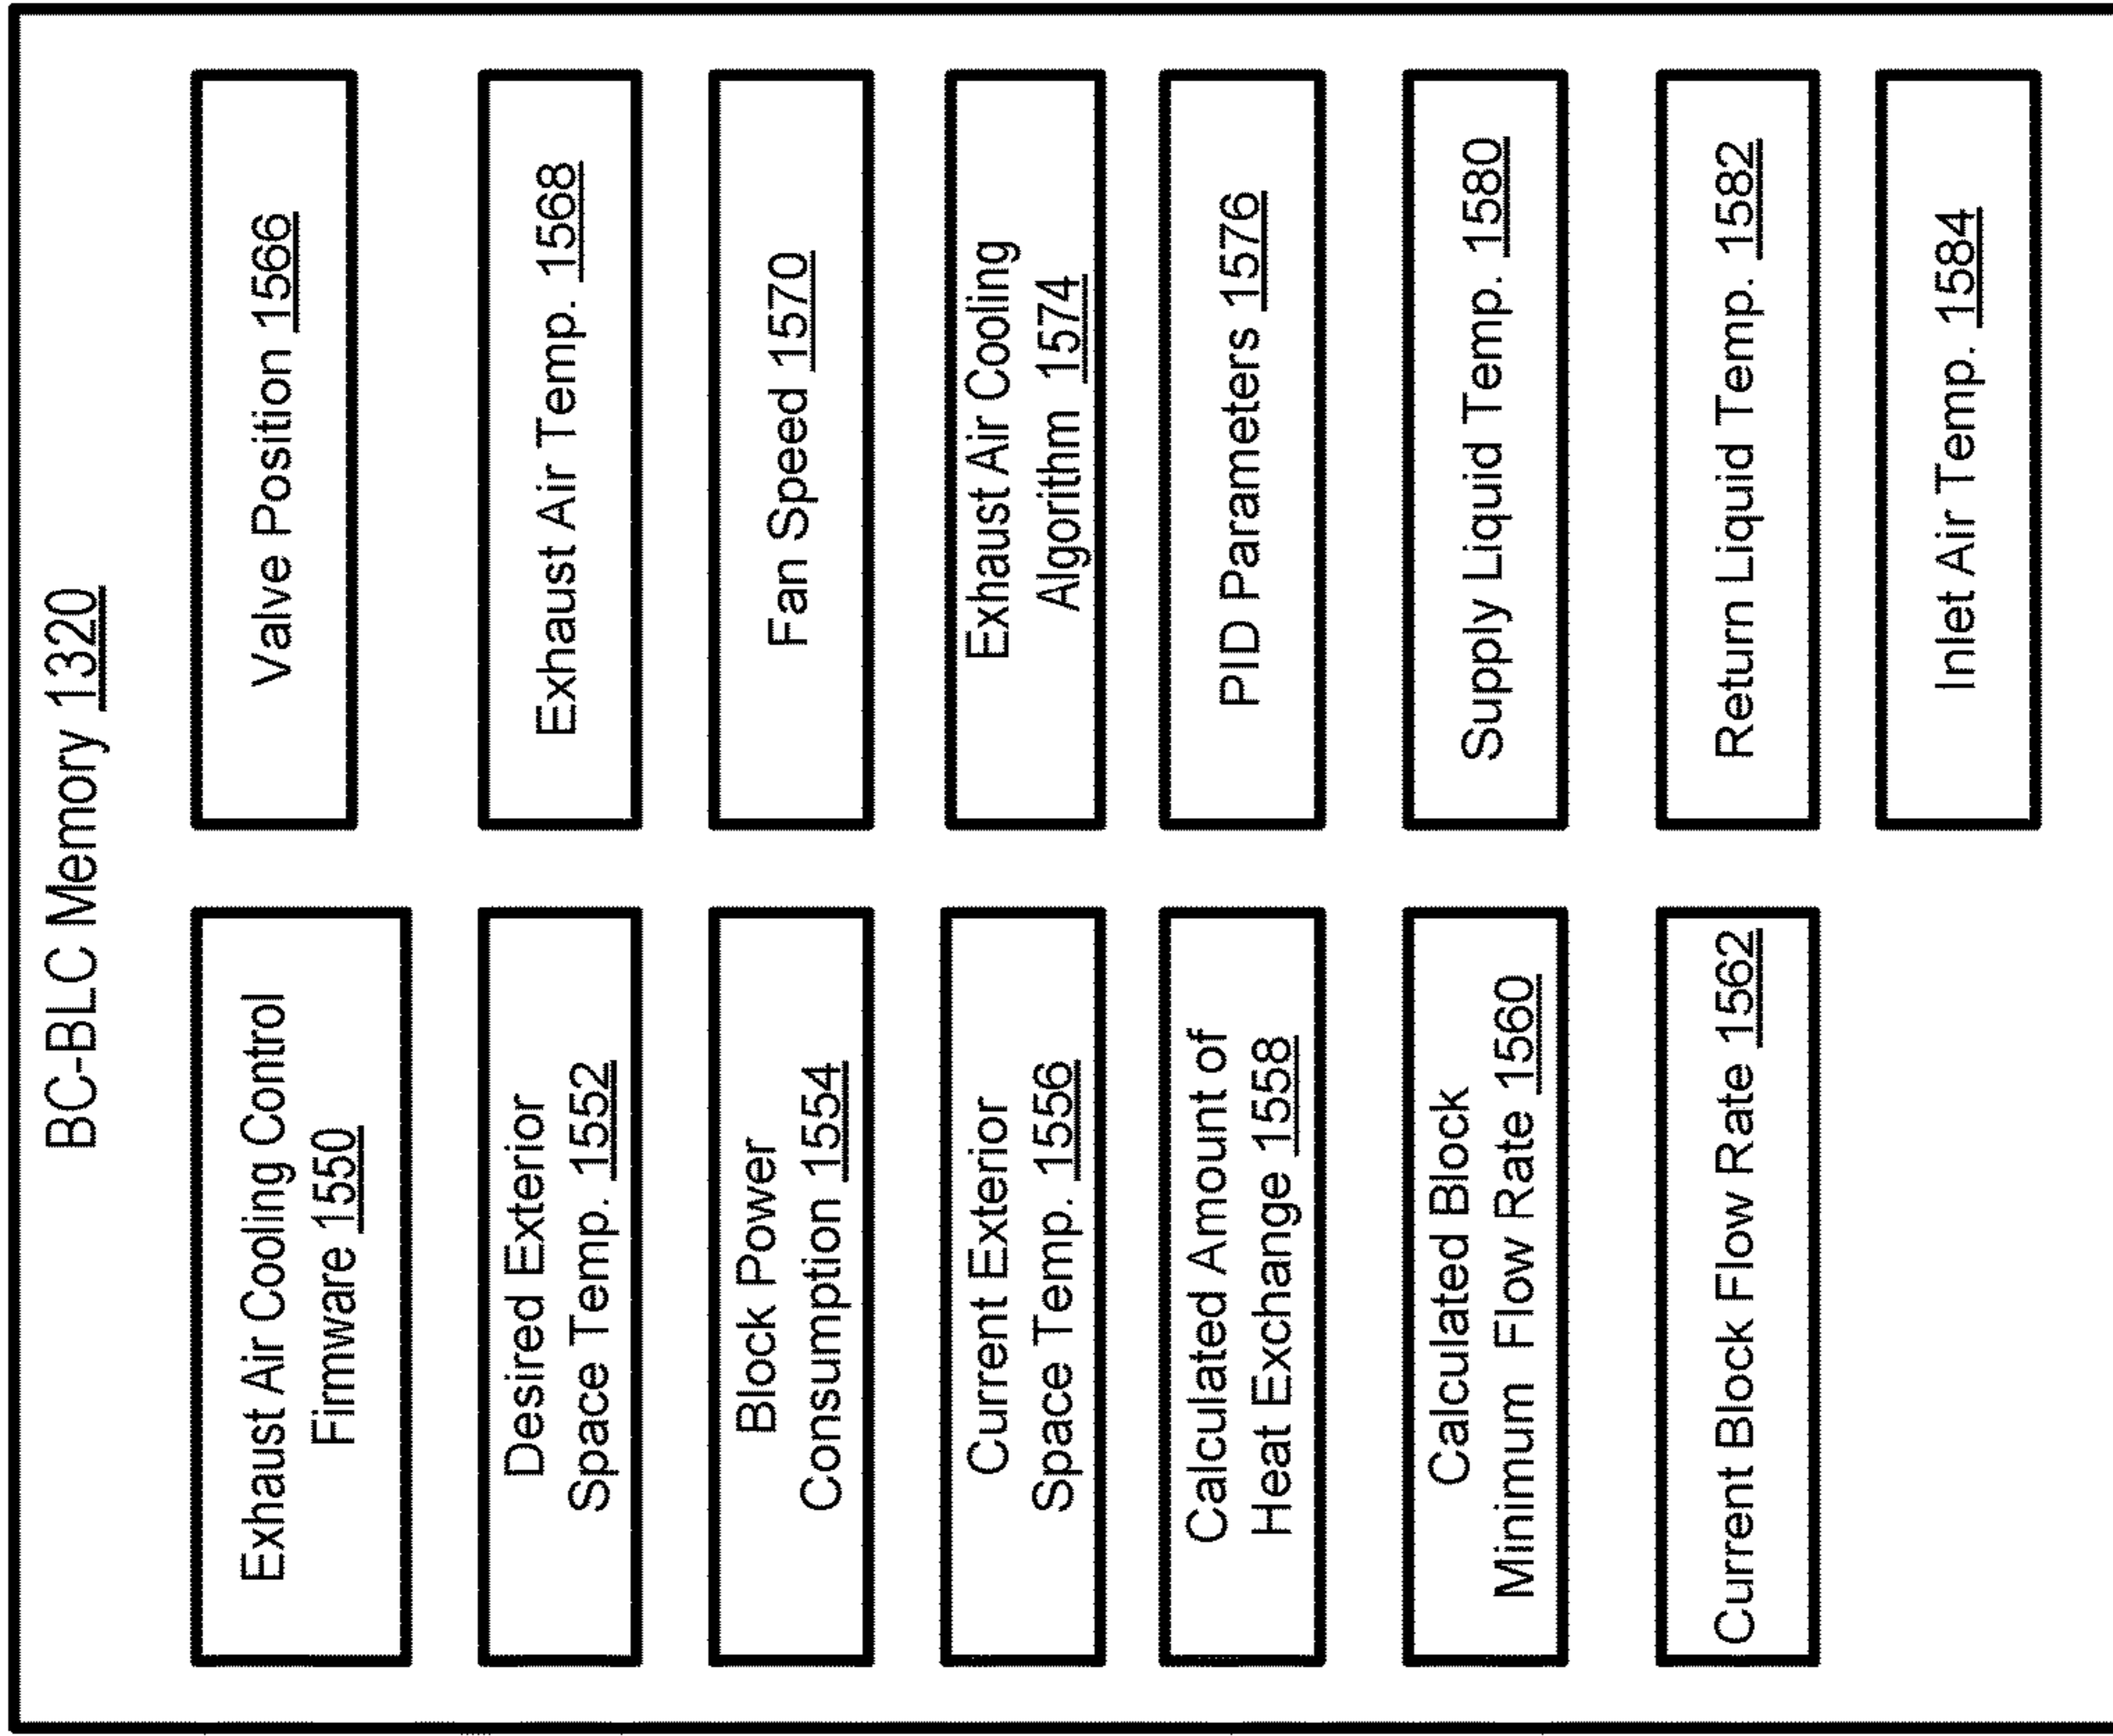 BC-BLC Memory 1320
Exhaust Air Cooling Control
Firmware 1550
Desired Exterior
Space Temp. 1552
Block Power
Consumption 1554
Current Exterior
Space Temp. 1556
Calculated Amount of
Heat Exchange 1558
Calculated Block
Minimum Flow Rate 1560
Current Block Flow Rate 1562
Valve Position 1566
Exhaust Air Temp. 1568
Fan Speed 1570
Exhaust Air Cooling
Algorithm 1574
PID Parameters 1576
Supply Liquid Temp. 1580
Return Liquid Temp. 1582
Inlet Air Temp. 1584